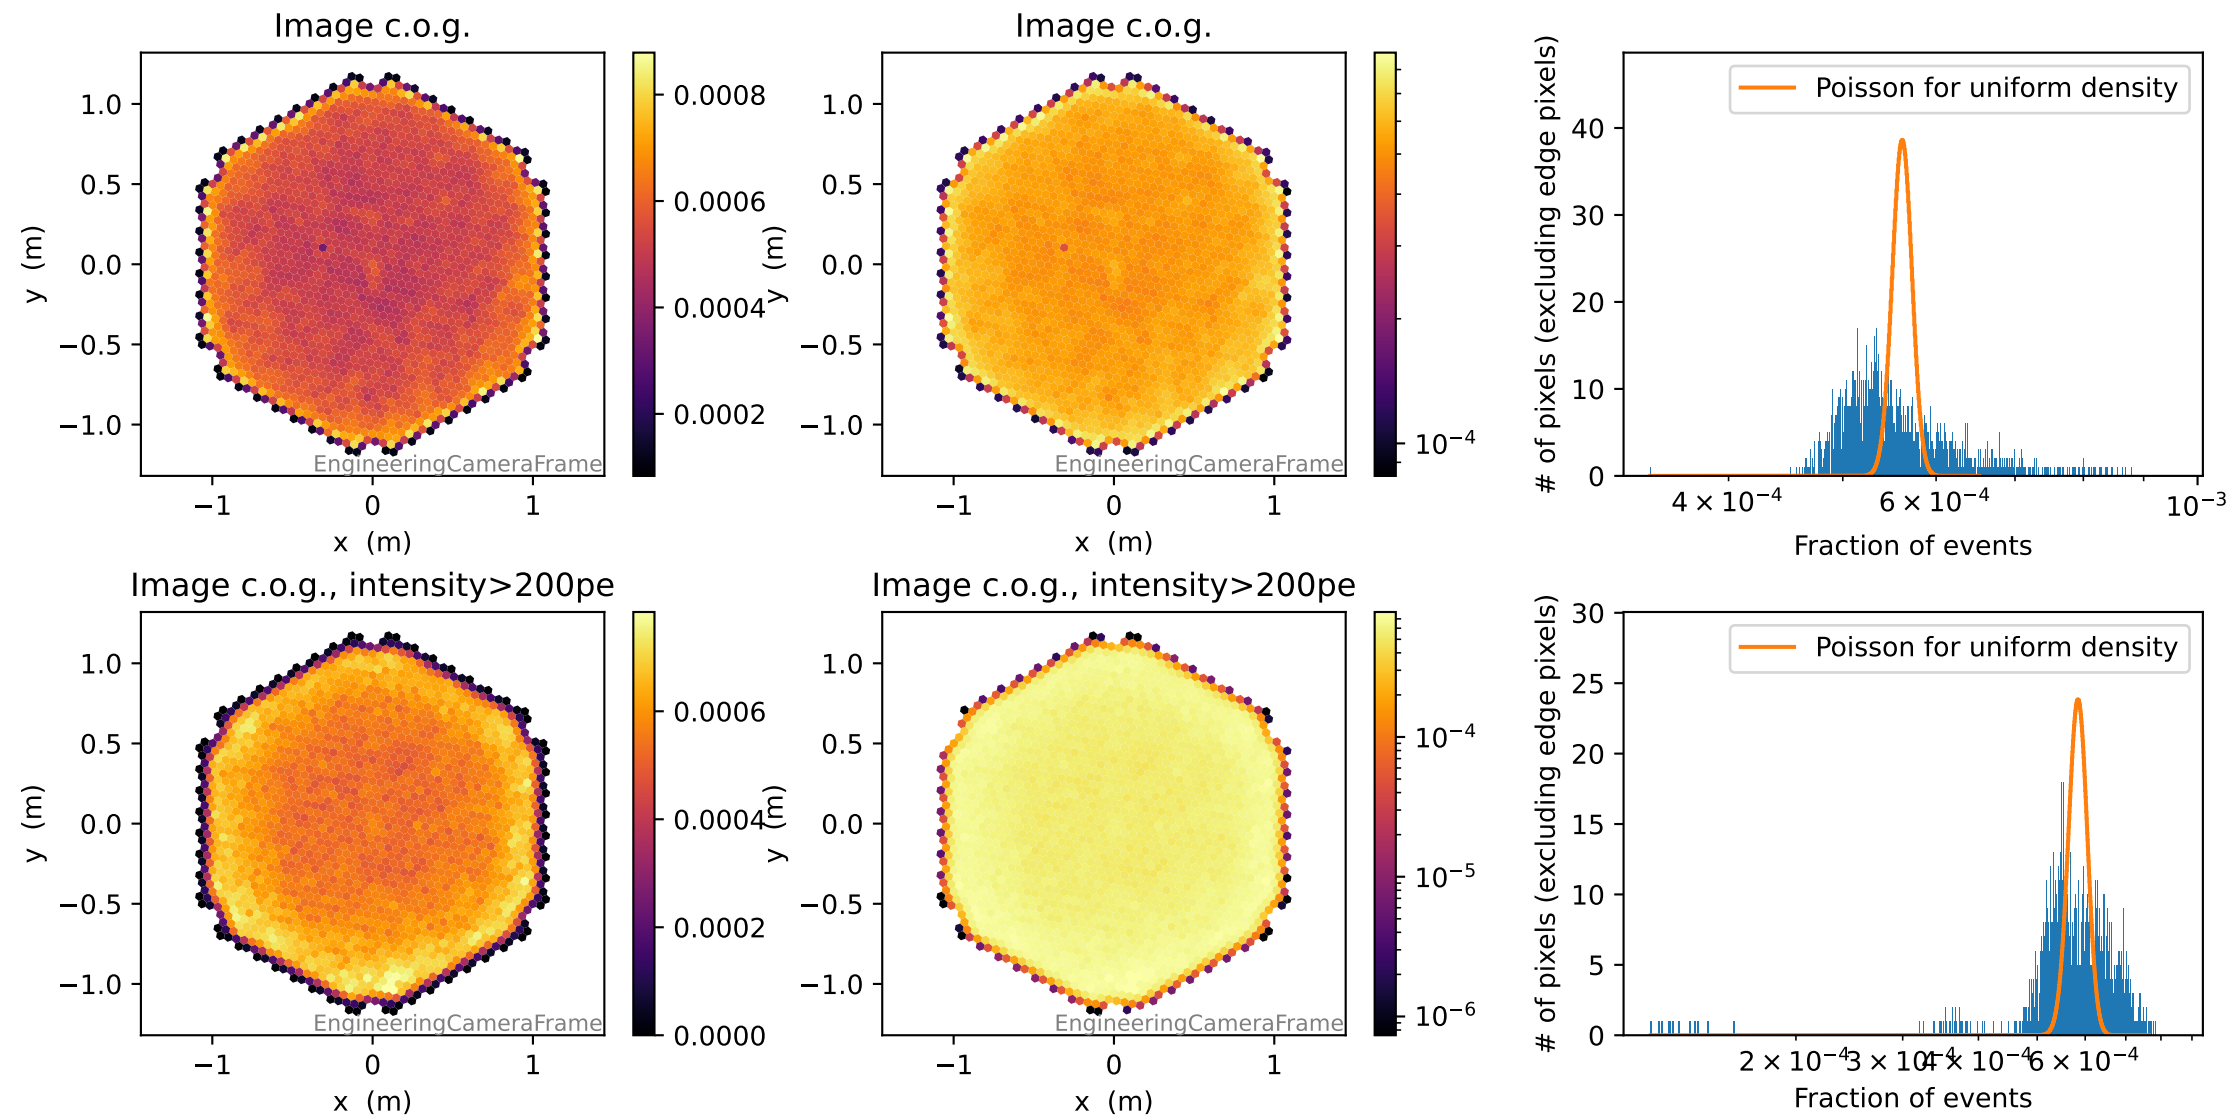 Image c.o.g.
1.0
0.5
0.0
−0.5
−1.0
y (m)
−1
0
1
x (m)
EngineeringCameraFrame
0.0008
0.0006
0.0004
0.0002
Image c.o.g.
1.0
0.5
0.0
−0.5
−1.0
y (m)
−1
0
1
x (m)
EngineeringCameraFrame
10⁻⁴
# of pixels (excluding edge pixels)
40
30
20
10
0
Poisson for uniform density
4 × 10⁻⁴
6 × 10⁻⁴
10⁻³
Fraction of events
Image c.o.g., intensity>200pe
1.0
0.5
0.0
−0.5
−1.0
y (m)
−1
0
1
x (m)
EngineeringCameraFrame
0.0006
0.0004
0.0002
0.0000
Image c.o.g., intensity>200pe
1.0
0.5
0.0
−0.5
−1.0
y (m)
−1
0
1
x (m)
EngineeringCameraFrame
10⁻⁴
10⁻⁵
10⁻⁶
# of pixels (excluding edge pixels)
30
25
20
15
10
5
0
Poisson for uniform density
2 × 10⁻⁴
3 × 10⁻⁴
4 × 10⁻⁴
6 × 10⁻⁴
Fraction of events